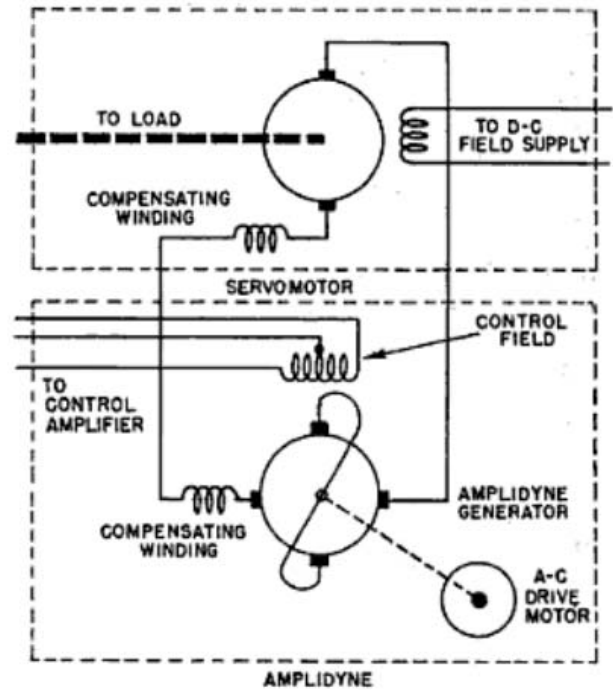 TO LOAD
TO D-C
FIELD SUPPLY
COMPENSATING
WINDING
SERVOMOTOR
CONTROL
FIELD
TO
CONTROL
AMPLIFIER
AMPLIDYNE
GENERATOR
COMPENSATING
WINDING
A-C
DRIVE
MOTOR
AMPLIDYNE